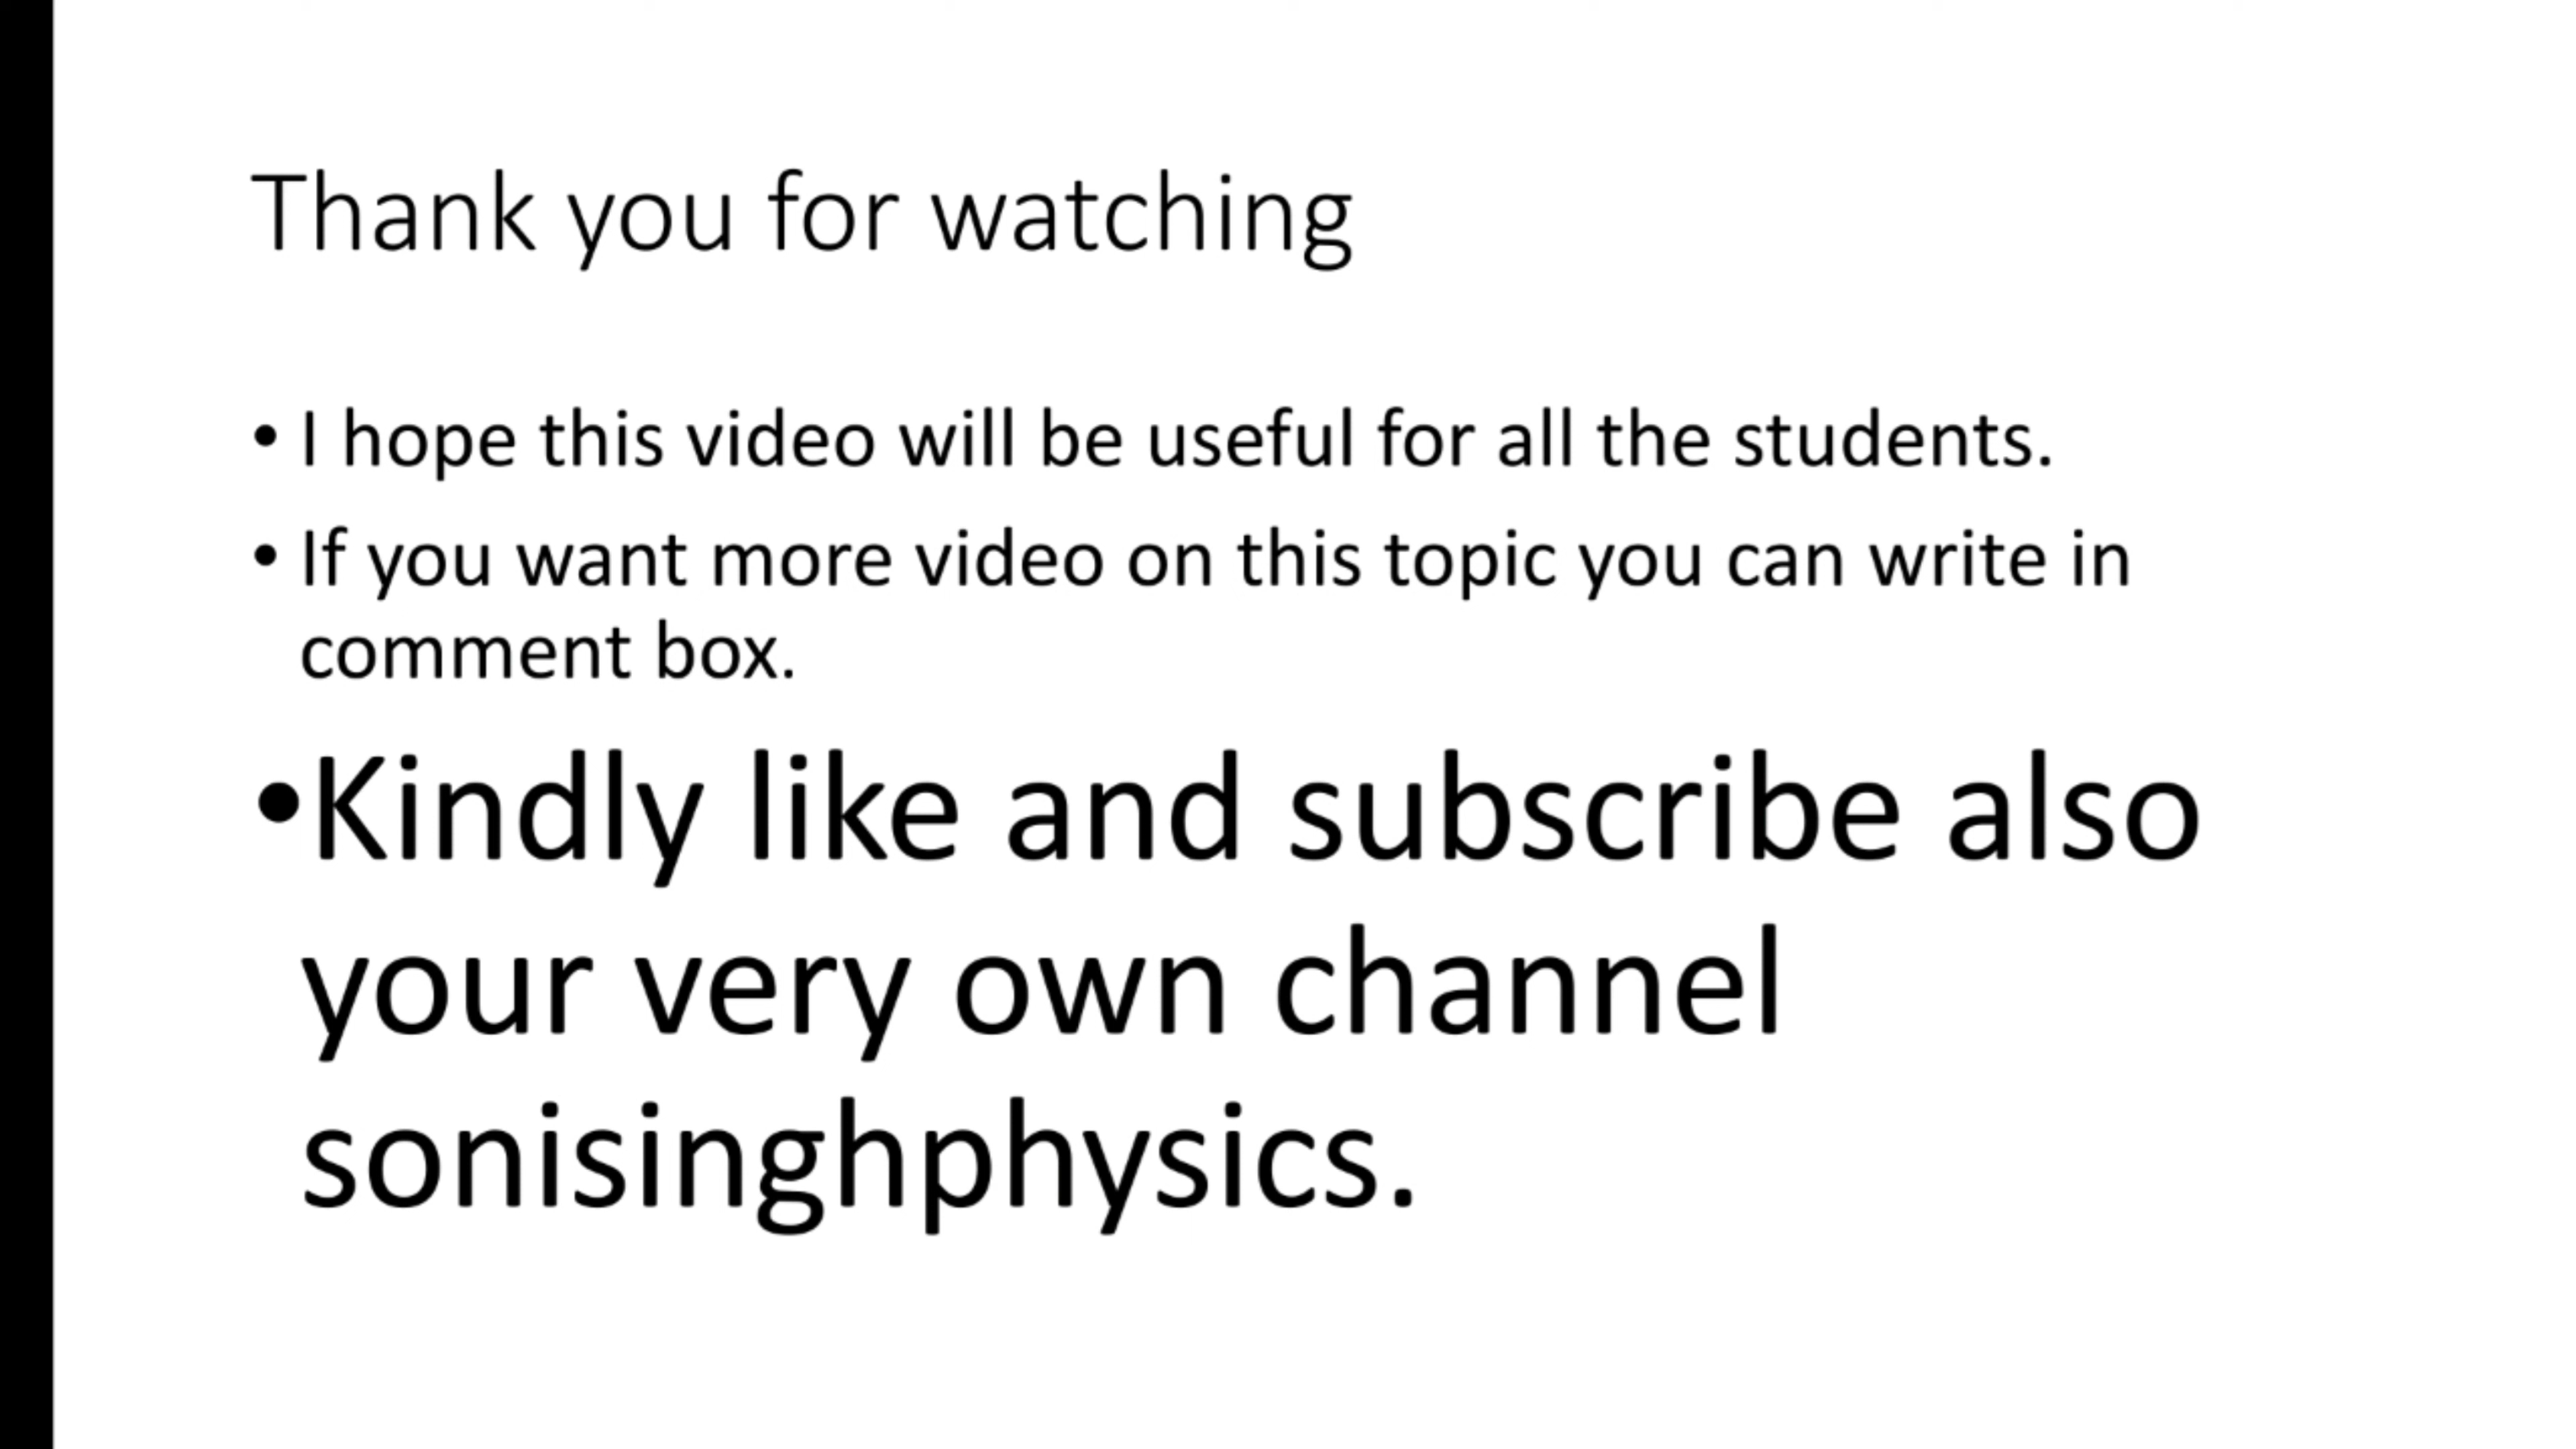 Thank you for watching
• I hope this video will be useful for all the students.
• If you want more video on this topic you can write in
comment box.
•Kindly like and subscribe also
your very own channel
sonisinghphysics.